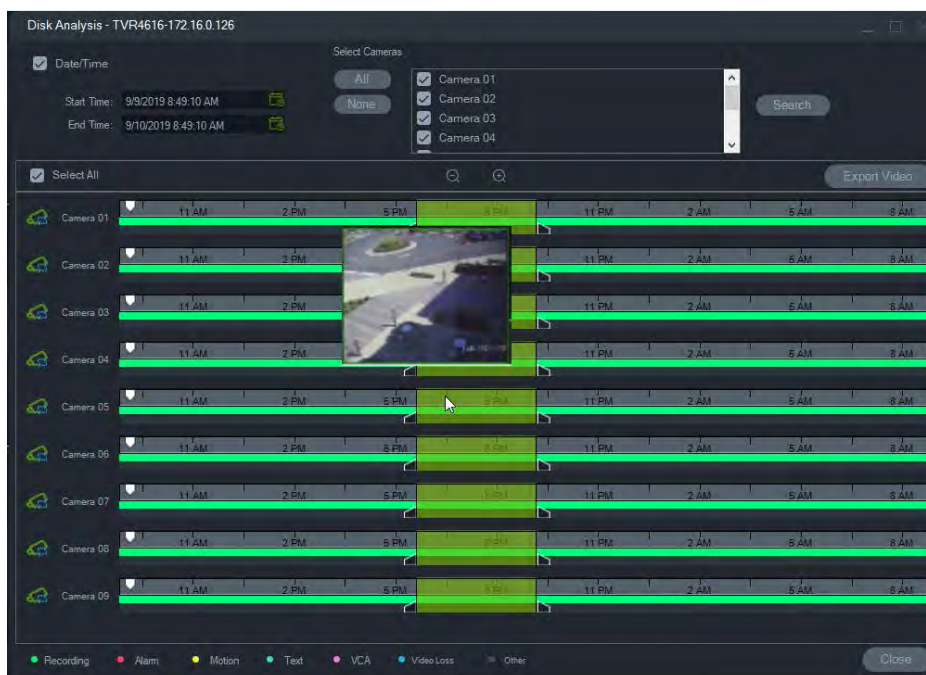 Disk Analysis - TVR4616-172.16.0.126
Date/Time
Select Cameras
All
None
Camera 01
Camera 02
Camera 03
Camera 04
Start Time: 9/9/2019 8:49:10 AM
End Time: 9/10/2019 8:49:10 AM
Search
Select All
Export Video
Camera 01 11 AM 2 PM 5 PM 8 PM 11 PM 2 AM 5 AM 8 AM
Camera 02 11 AM 2 PM 11 PM 2 AM 5 AM 8 AM
Camera 03 11 AM 2 PM 11 PM 2 AM 5 AM 8 AM
Camera 04 11 AM 2 PM 11 PM 2 AM 5 AM 8 AM
Camera 05 11 AM 2 PM 5 PM 8 PM 11 PM 2 AM 5 AM 8 AM
Camera 06 11 AM 2 PM 5 PM 8 PM 11 PM 2 AM 5 AM 8 AM
Camera 07 11 AM 2 PM 5 PM 8 PM 11 PM 2 AM 5 AM 8 AM
Camera 08 11 AM 2 PM 5 PM 8 PM 11 PM 2 AM 5 AM 8 AM
Camera 09 11 AM 2 PM 5 PM 8 PM 11 PM 2 AM 5 AM 8 AM
Recording Alarm Motion Text VCA Video Loss Other
Close